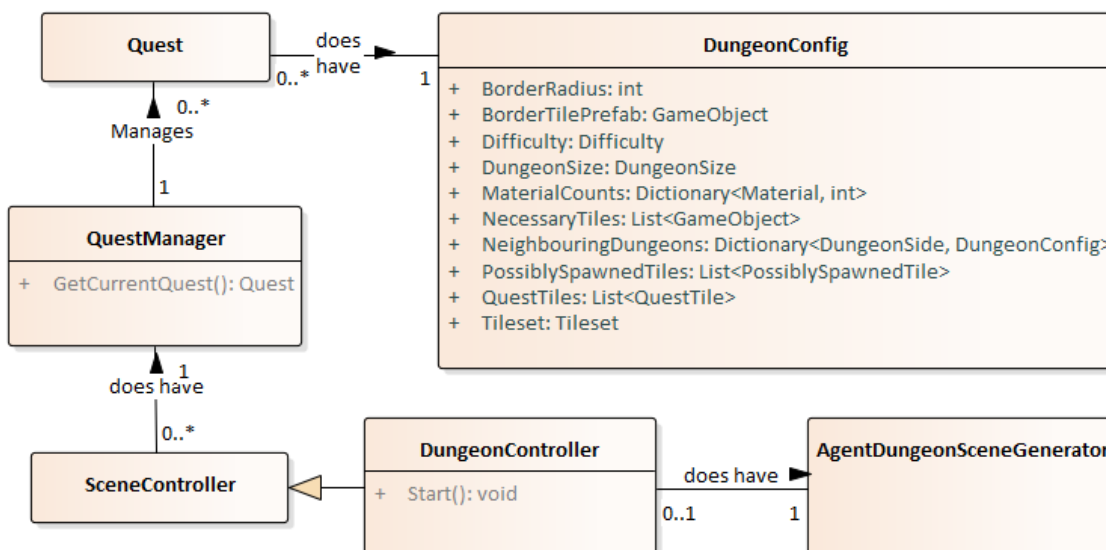 Quest
does
have
0..*
1
DungeonConfig
+ BorderRadius: int
+ BorderTilePrefab: GameObject
+ Difficulty: Difficulty
+ DungeonSize: DungeonSize
+ MaterialCounts: Dictionary<Material, int>
+ NecessaryTiles: List<GameObject>
+ NeighbouringDungeons: Dictionary<DungeonSide, DungeonConfig>
+ PossiblySpawnedTiles: List<PossiblySpawnedTile>
+ QuestTiles: List<QuestTile>
+ Tileset: Tileset
0..*
Manages
1
QuestManager
+ GetCurrentQuest(): Quest
1
does have
0..*
SceneController
DungeonController
+ Start(): void
does have
0..1
1
AgentDungeonSceneGenerator